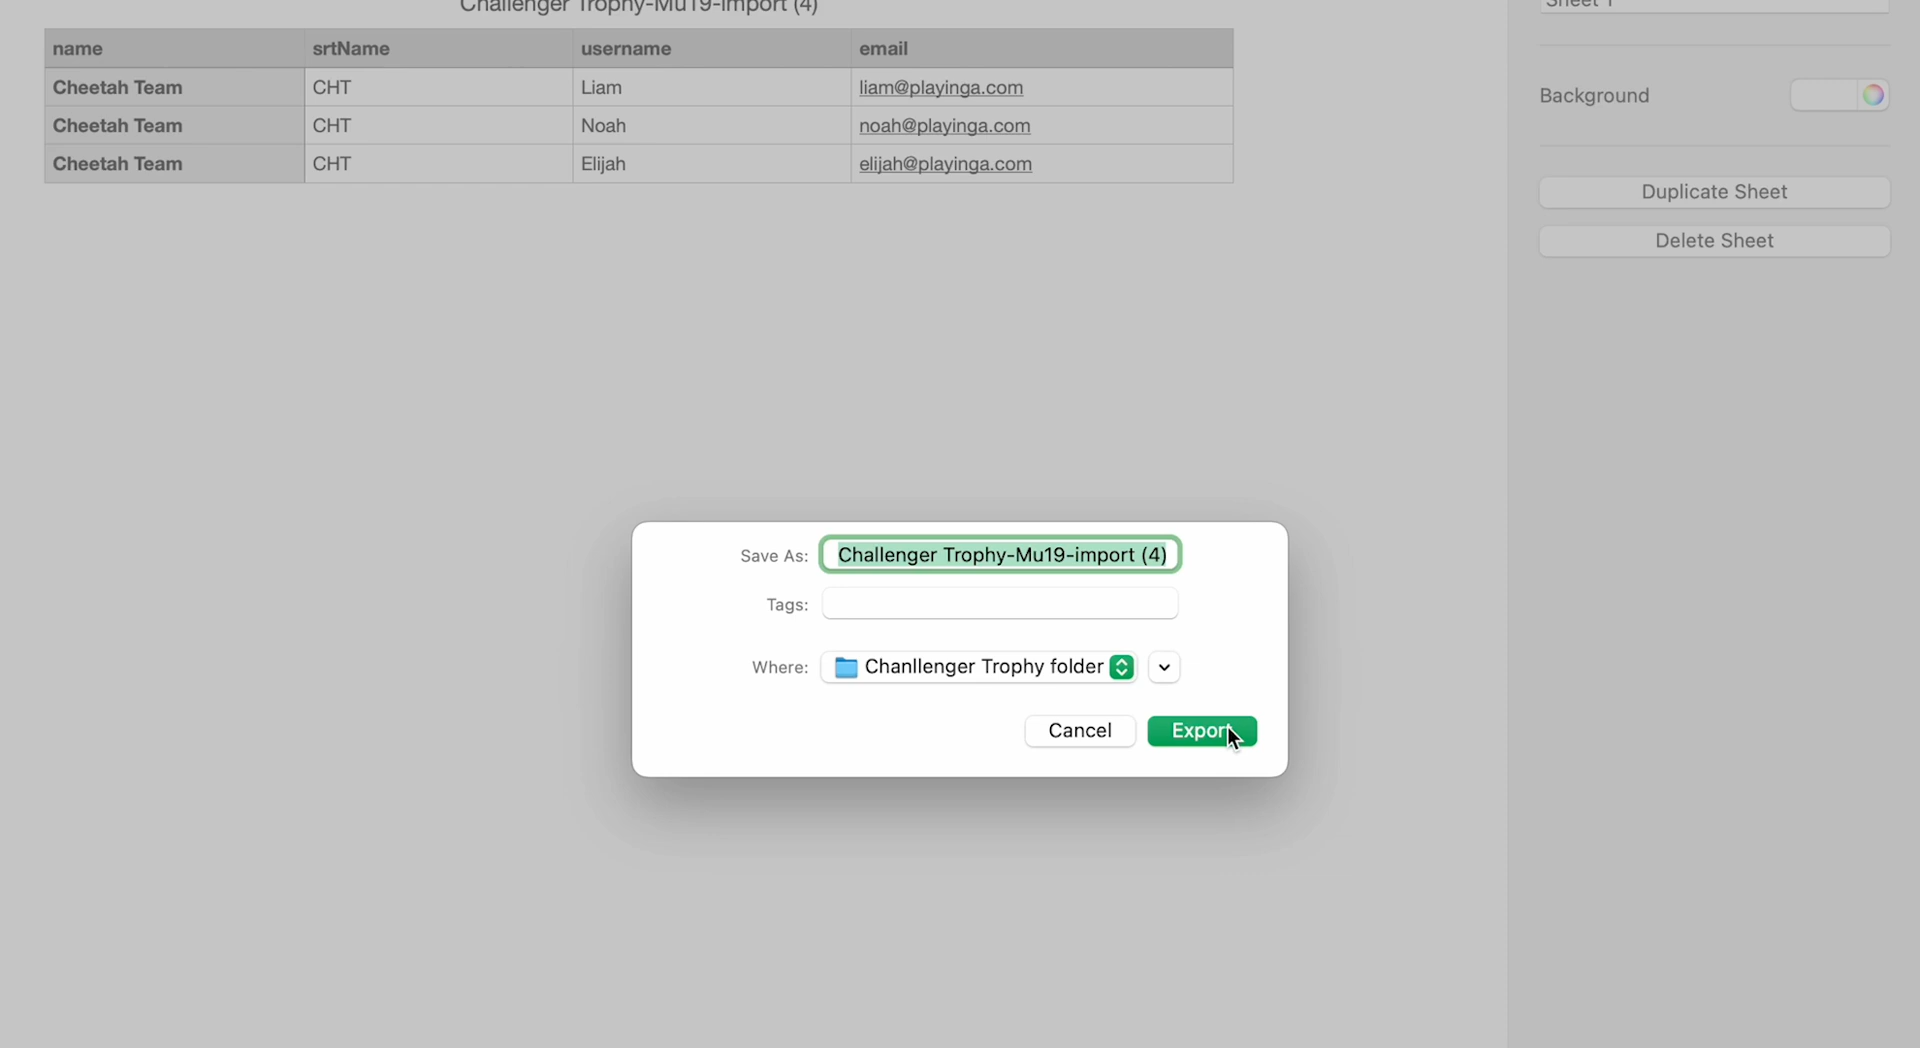 Challenger Trophy-Mu19-import (4)
Sheet 1
name srtName username email
Cheetah Team CHT Liam liam@playinga.com
Cheetah Team CHT Noah noah@playinga.com
Cheetah Team CHT Elijah elijah@playinga.com
Background
Duplicate Sheet
Delete Sheet
Save As: Challenger Trophy-Mu19-import (4)
Tags:
Where: Chanllenger Trophy folder
Cancel Export